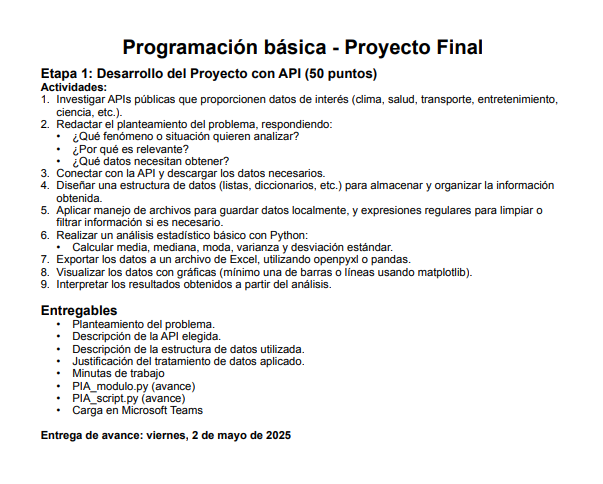 Programación básica - Proyecto Final
Etapa 1: Desarrollo del Proyecto con API (50 puntos)
Actividades:
1. Investigar APIs públicas que proporcionen datos de interés (clima, salud, transporte, entretenimiento,
ciencia, etc.).
2. Redactar el planteamiento del problema, respondiendo:
• ¿Qué fenómeno o situación quieren analizar?
• ¿Por qué es relevante?
• ¿Qué datos necesitan obtener?
3. Conectar con la API y descargar los datos necesarios.
4. Diseñar una estructura de datos (listas, diccionarios, etc.) para almacenar y organizar la información
obtenida.
5. Aplicar manejo de archivos para guardar datos localmente, y expresiones regulares para limpiar o
filtrar información si es necesario.
6. Realizar un análisis estadístico básico con Python:
• Calcular media, mediana, moda, varianza y desviación estándar.
7. Exportar los datos a un archivo de Excel, utilizando openpyxl o pandas.
8. Visualizar los datos con gráficas (mínimo una de barras o líneas usando matplotlib).
9. Interpretar los resultados obtenidos a partir del análisis.
Entregables
• Planteamiento del problema.
• Descripción de la API elegida.
• Descripción de la estructura de datos utilizada.
• Justificación del tratamiento de datos aplicado.
• Minutas de trabajo
• PIA_modulo.py (avance)
• PIA_script.py (avance)
• Carga en Microsoft Teams
Entrega de avance: viernes, 2 de mayo de 2025